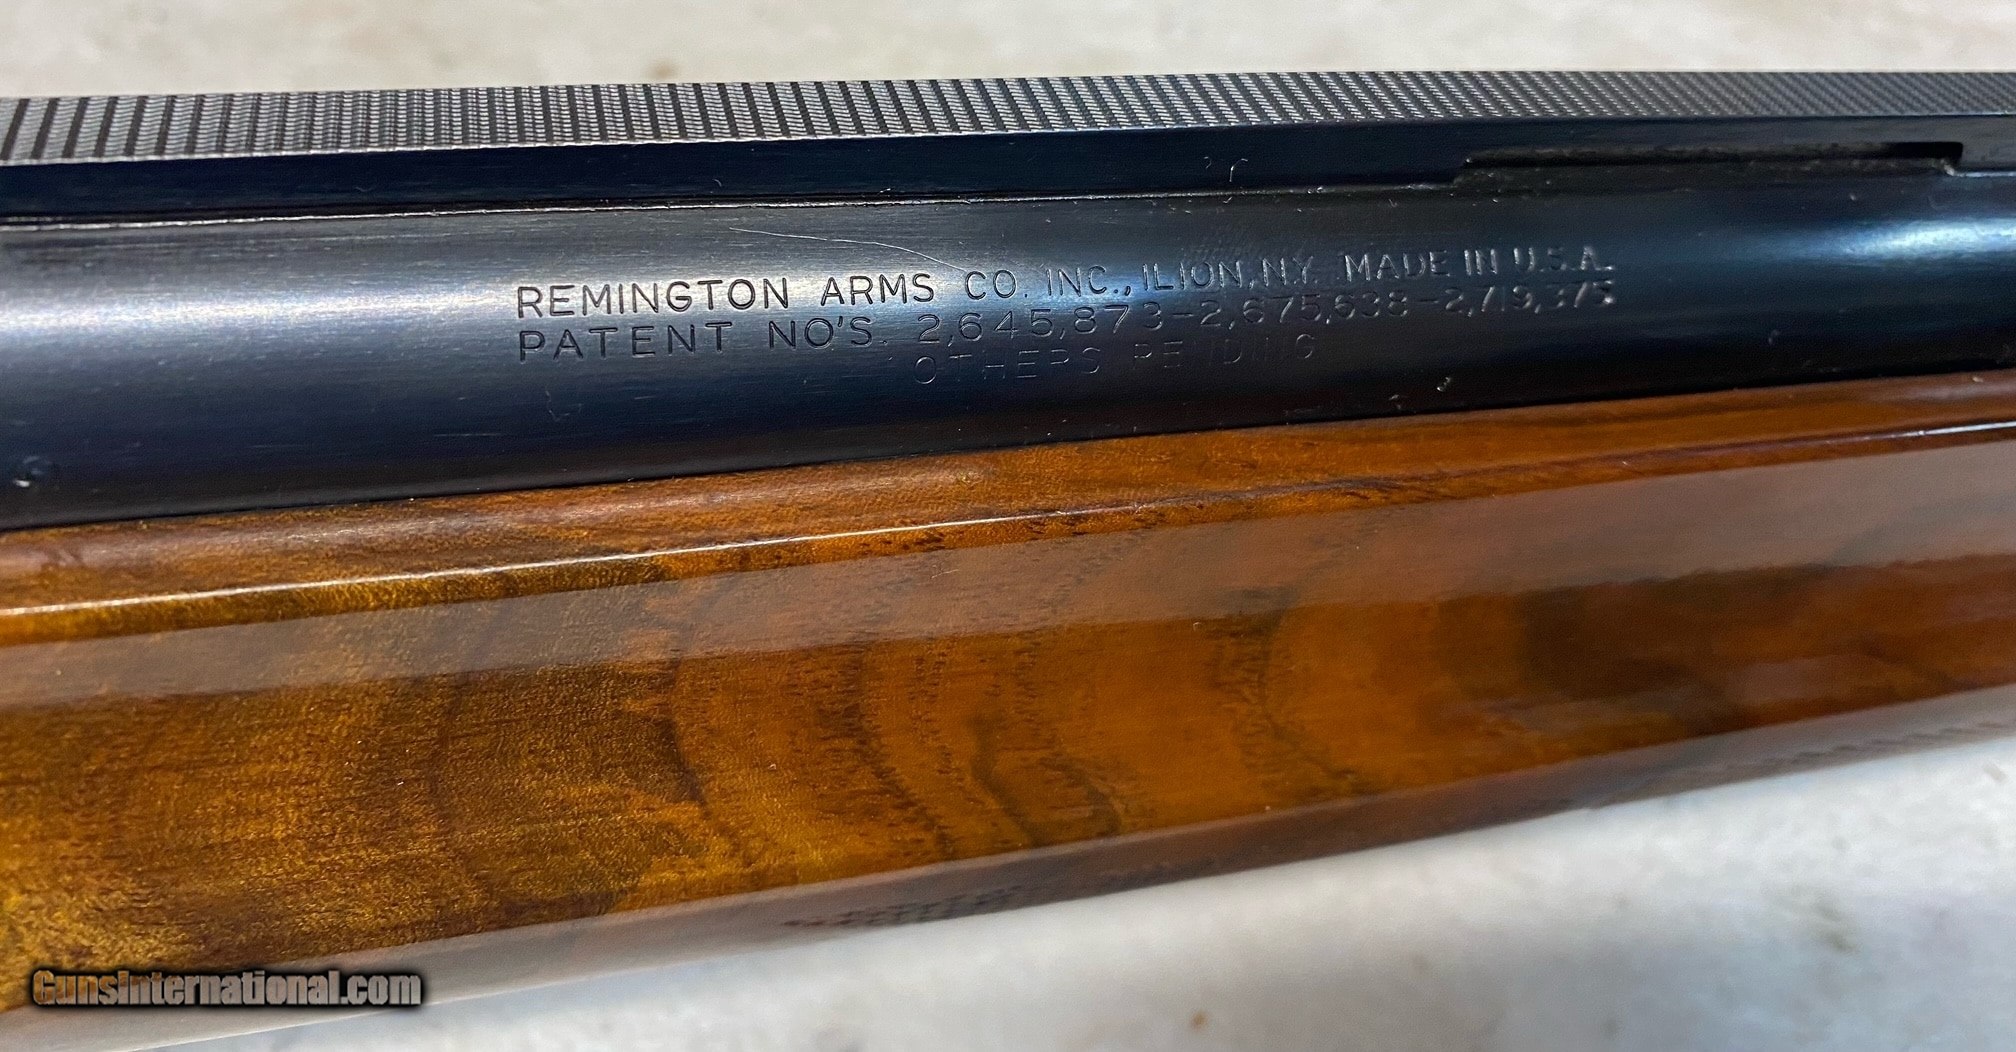 REMINGTON ARMS CO. INC., ILION, N.Y. MADE IN U.S.A.
PATENT NO'S. 2,645,873-2,675,638-2,719,375
OTHERS PENDING
GunsInternational.com